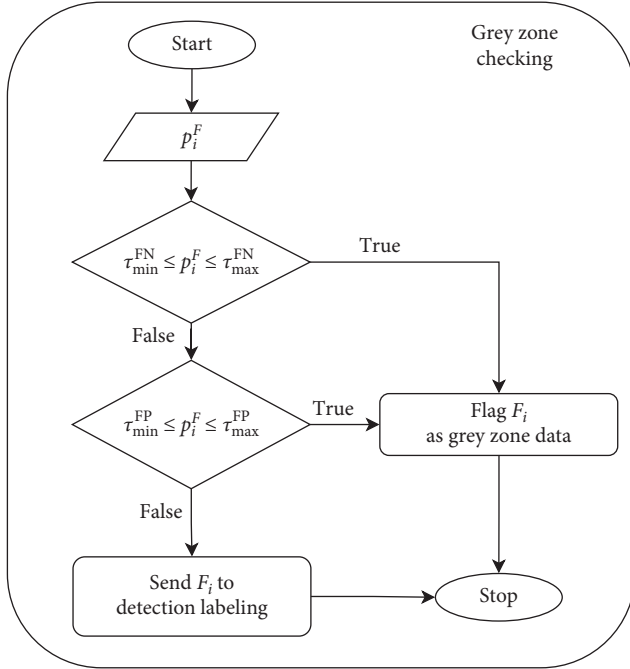 Start
Grey zone
checking
p_i^F
τ_min^FN ≤ p_i^F ≤ τ_max^FN
True
False
τ_min^FP ≤ p_i^F ≤ τ_max^FP
True
Flag F_i
as grey zone data
False
Send F_i to
detection labeling
Stop